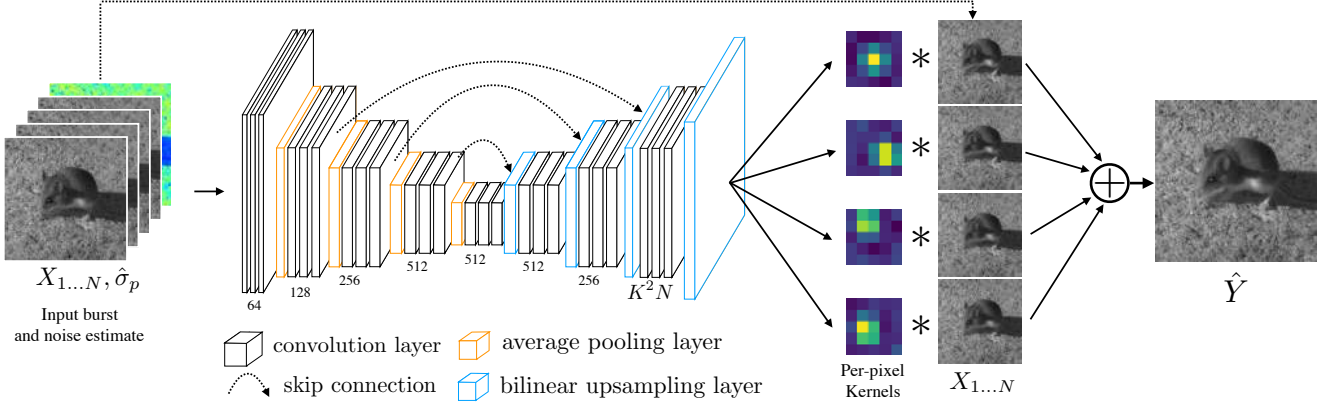 X₁...N, σ̂ₚ
Input burst
and noise estimate
64
128
256
512
512
512
256
K²N
convolution layer
average pooling layer
skip connection
bilinear upsampling layer
*
*
*
*
Per-pixel
Kernels
X₁...N
+
Ŷ